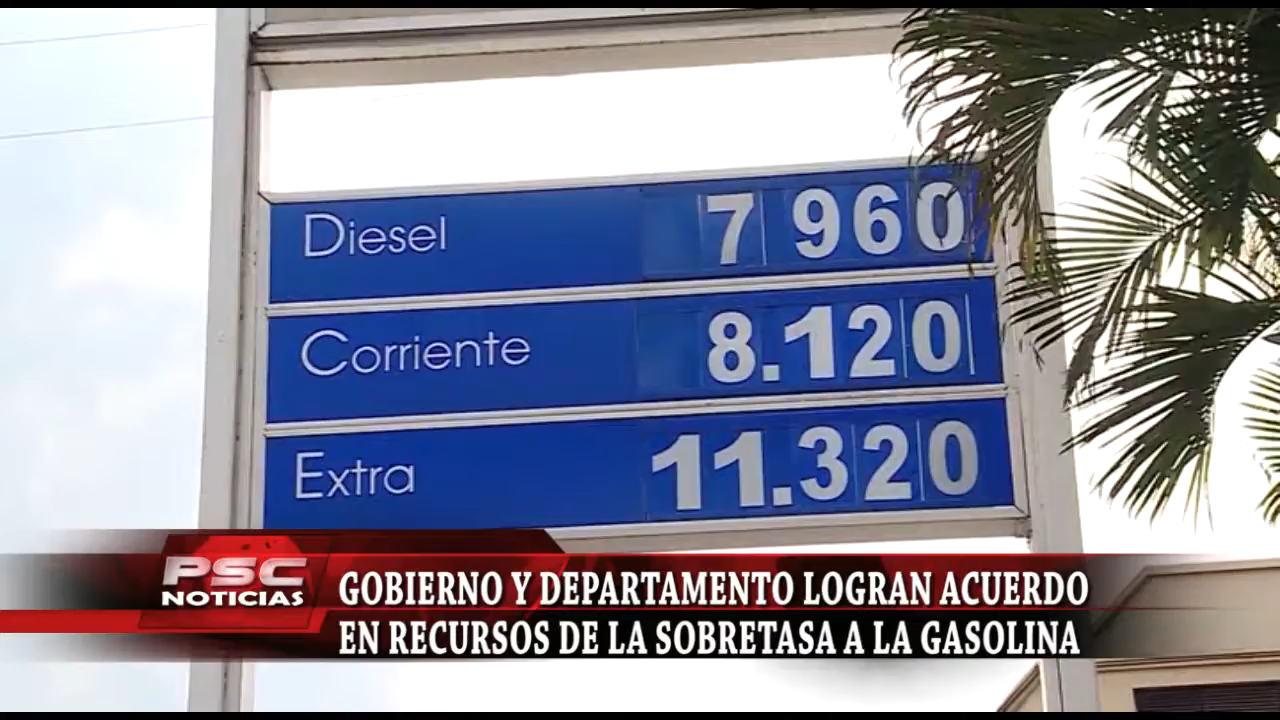 Diesel 7 960
Corriente 8.120
Extra 11.320
PSC
NOTICIAS
GOBIERNO Y DEPARTAMENTO LOGRAN ACUERDO
EN RECURSOS DE LA SOBRETASA A LA GASOLINA